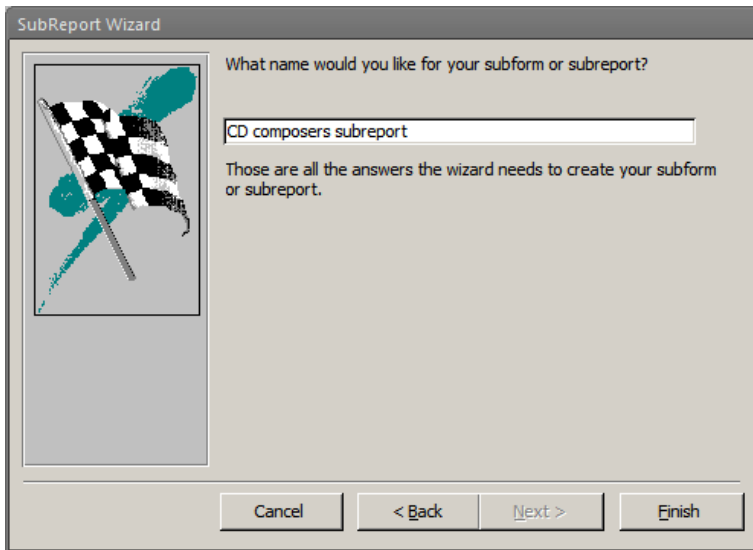 SubReport Wizard
What name would you like for your subform or subreport?
CD composers subreport
Those are all the answers the wizard needs to create your subform
or subreport.
Cancel
< Back
Next >
Finish